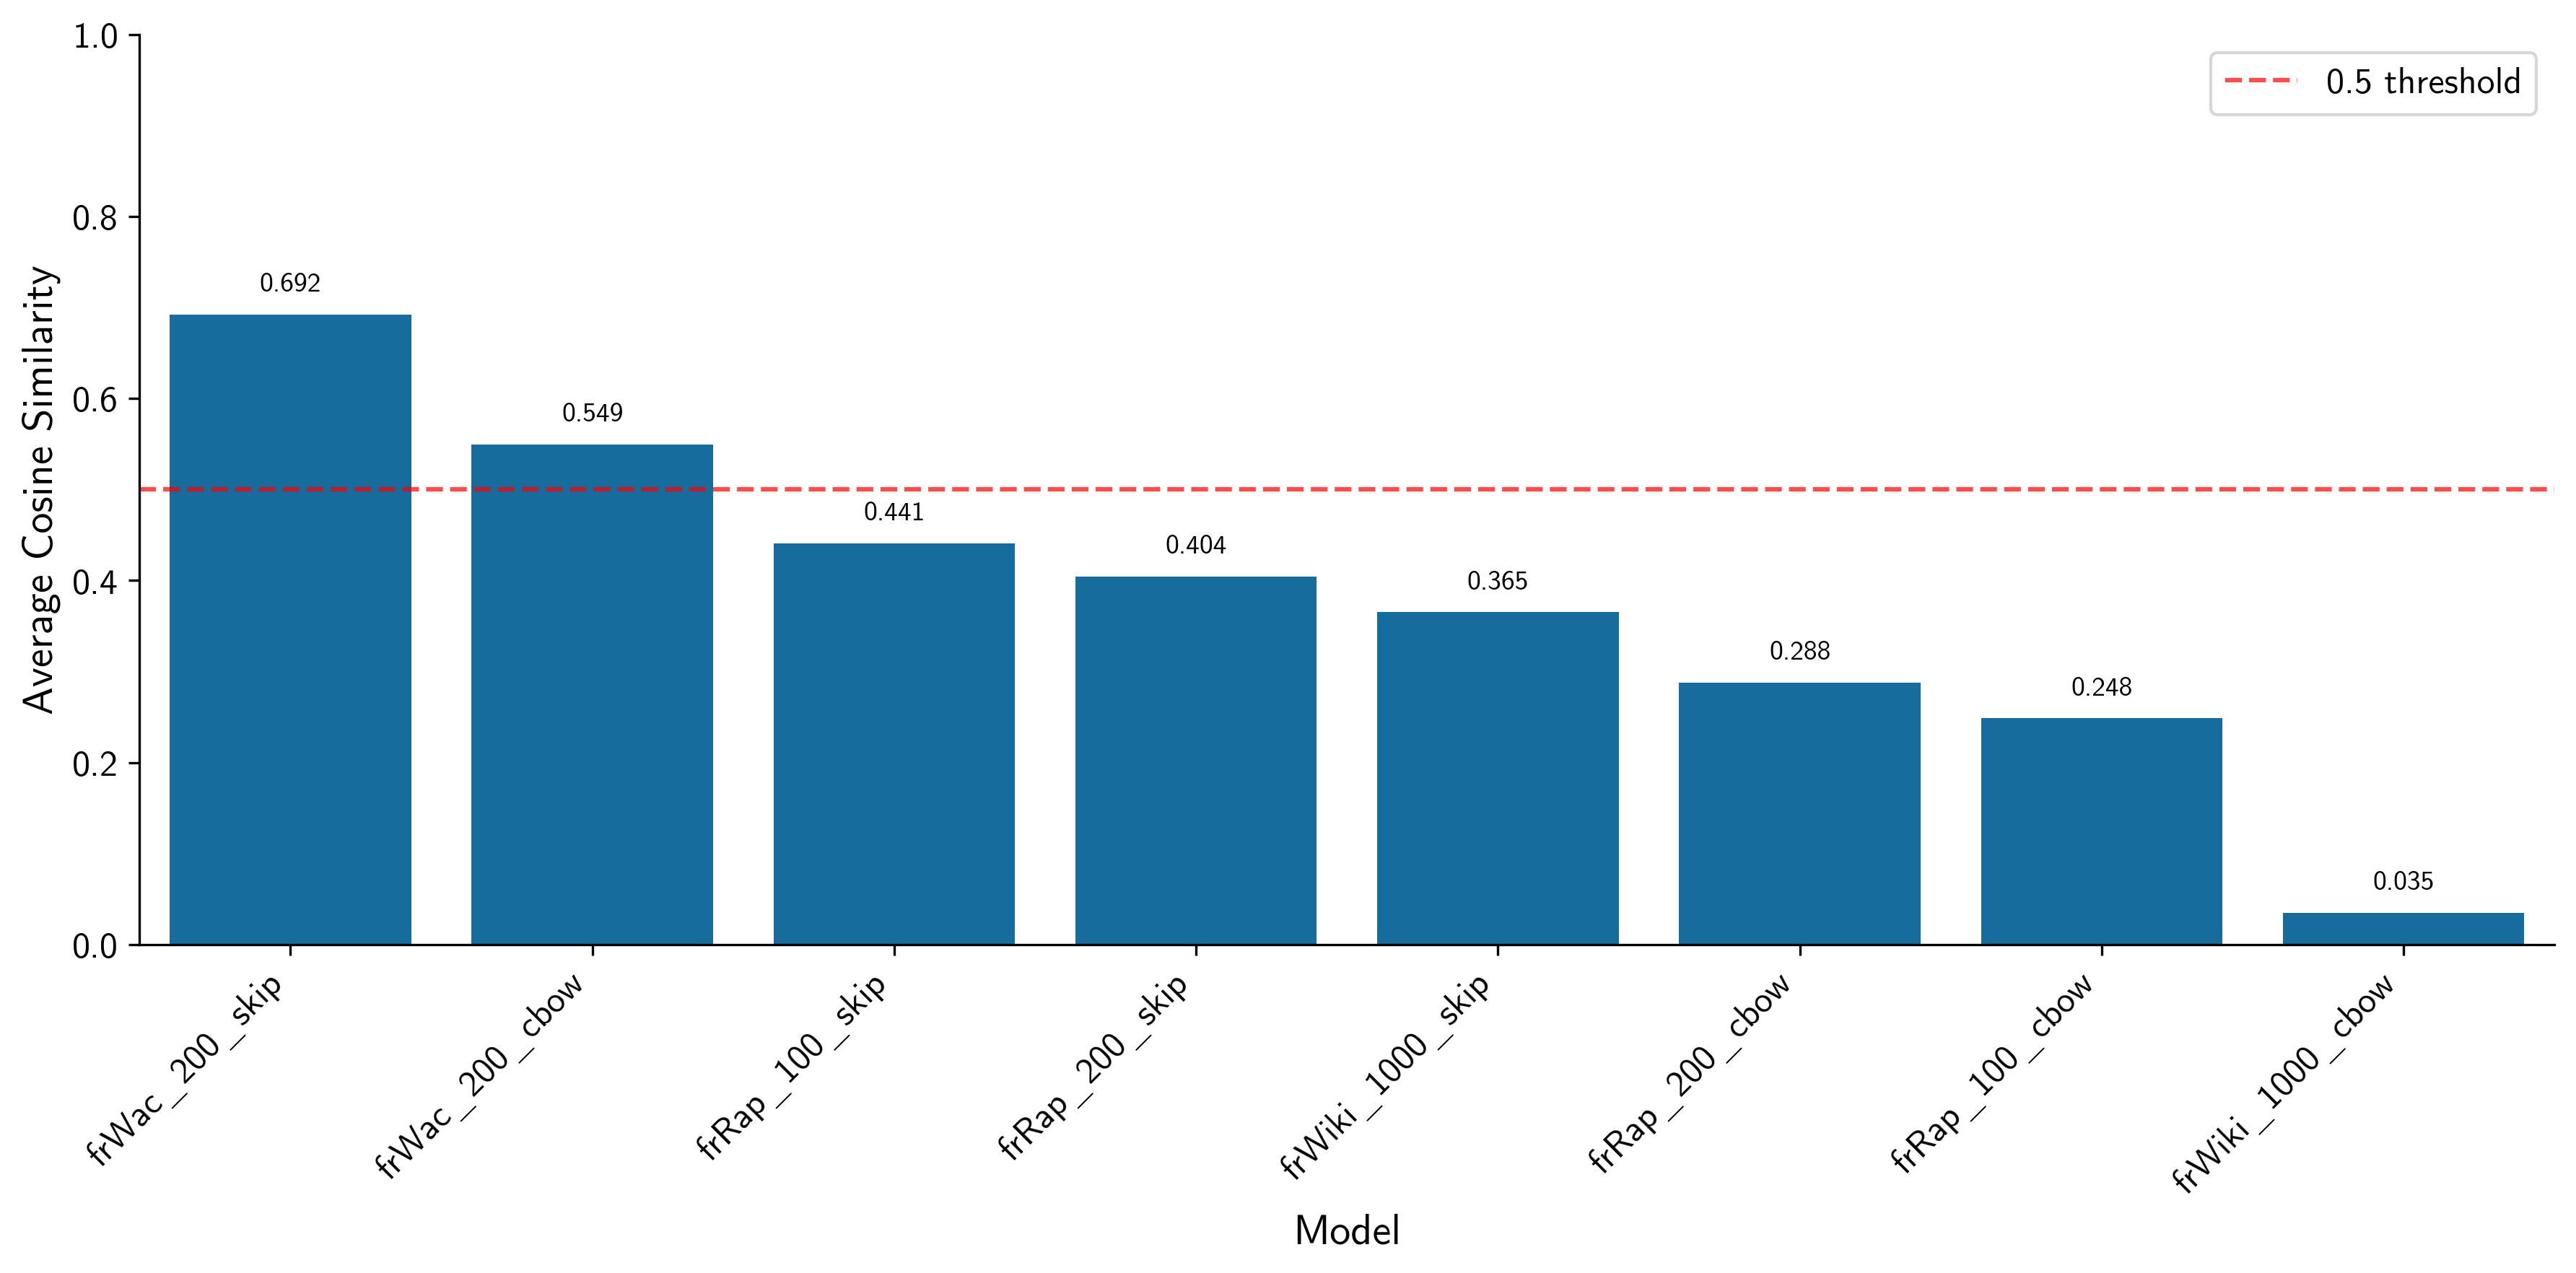 1.0
0.8
0.6
0.4
0.2
0.0
Average Cosine Similarity
0.5 threshold
0.692
0.549
0.441
0.404
0.365
0.288
0.248
0.035
frWac_200_skip
frWac_200_cbow
frRap_100_skip
frRap_200_skip
frWiki_1000_skip
frRap_200_cbow
frRap_100_cbow
frWiki_1000_cbow
Model